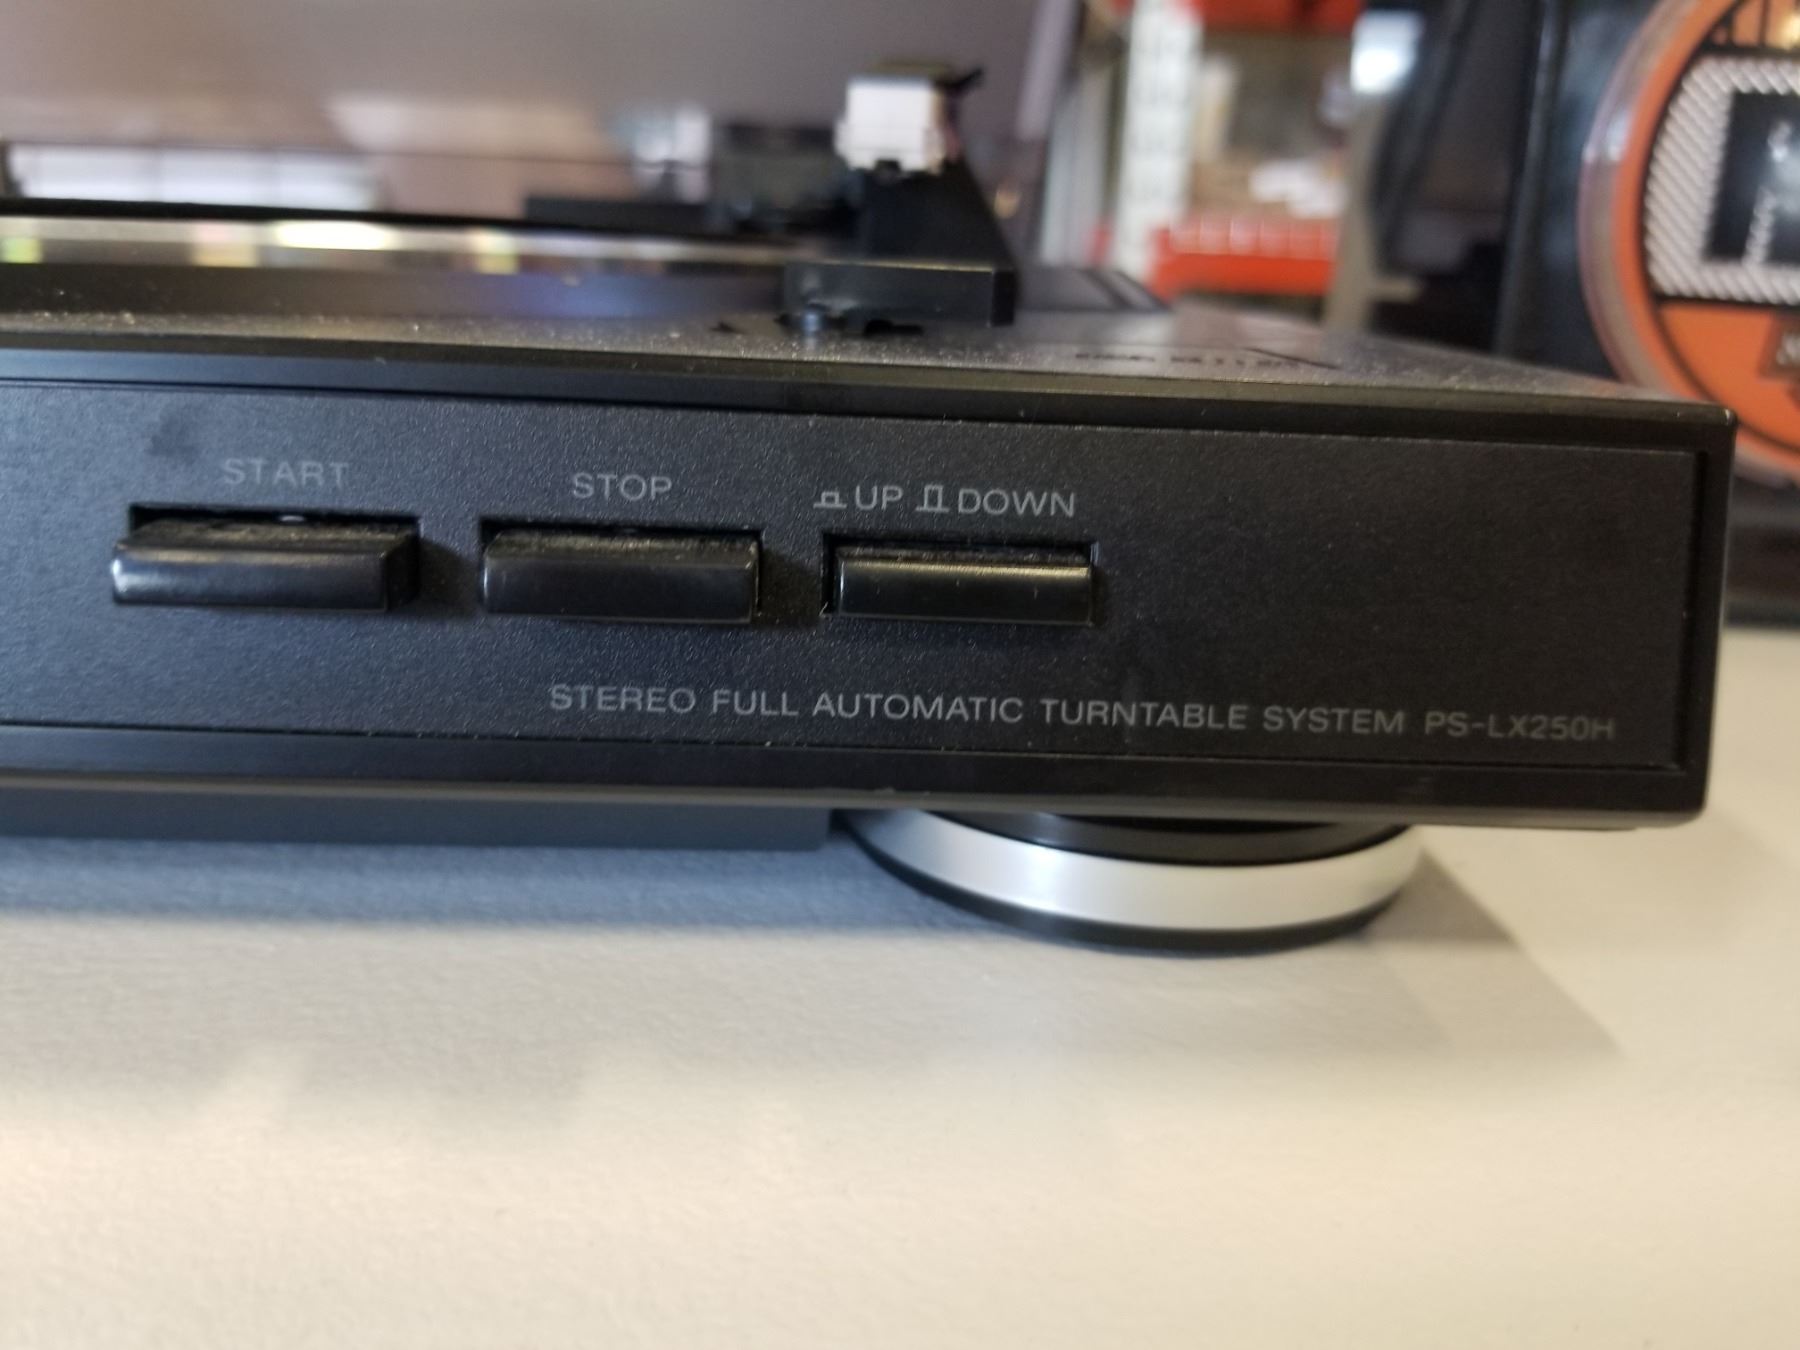 START
STOP
UP DOWN
STEREO FULL AUTOMATIC TURNTABLE SYSTEM PS-LX250H